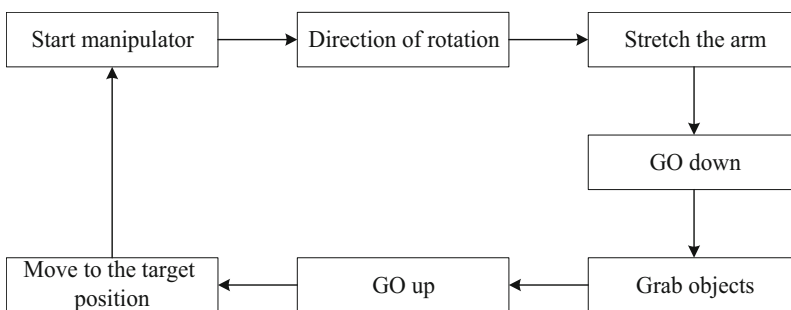 Start manipulator
Direction of rotation
Stretch the arm
GO down
Grab objects
GO up
Move to the target
position